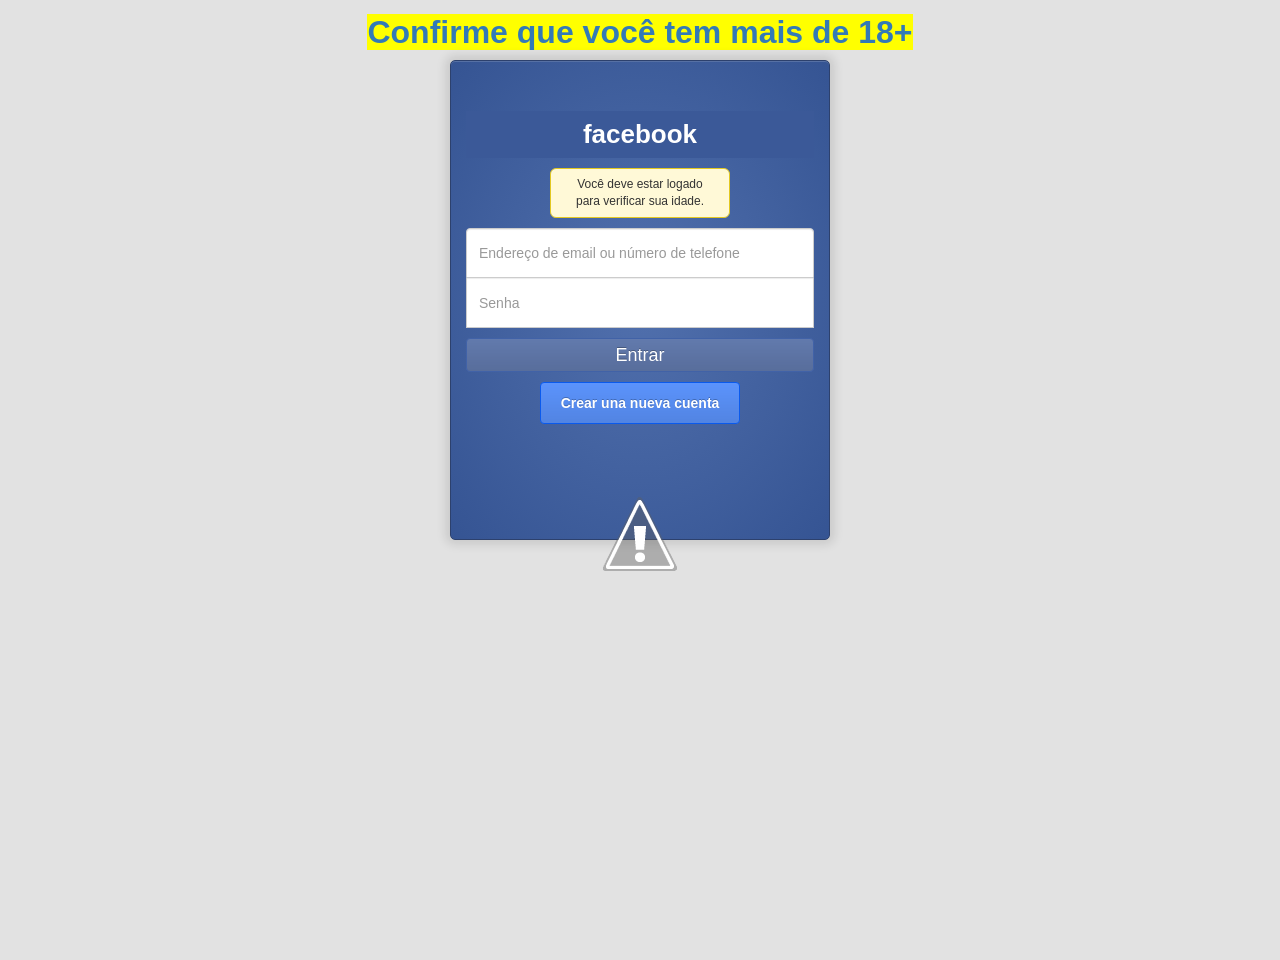 Confirme que você tem mais de 18+
facebook
Você deve estar logado
para verificar sua idade.
Endereço de email ou número de telefone
Senha
Entrar
Crear una nueva cuenta